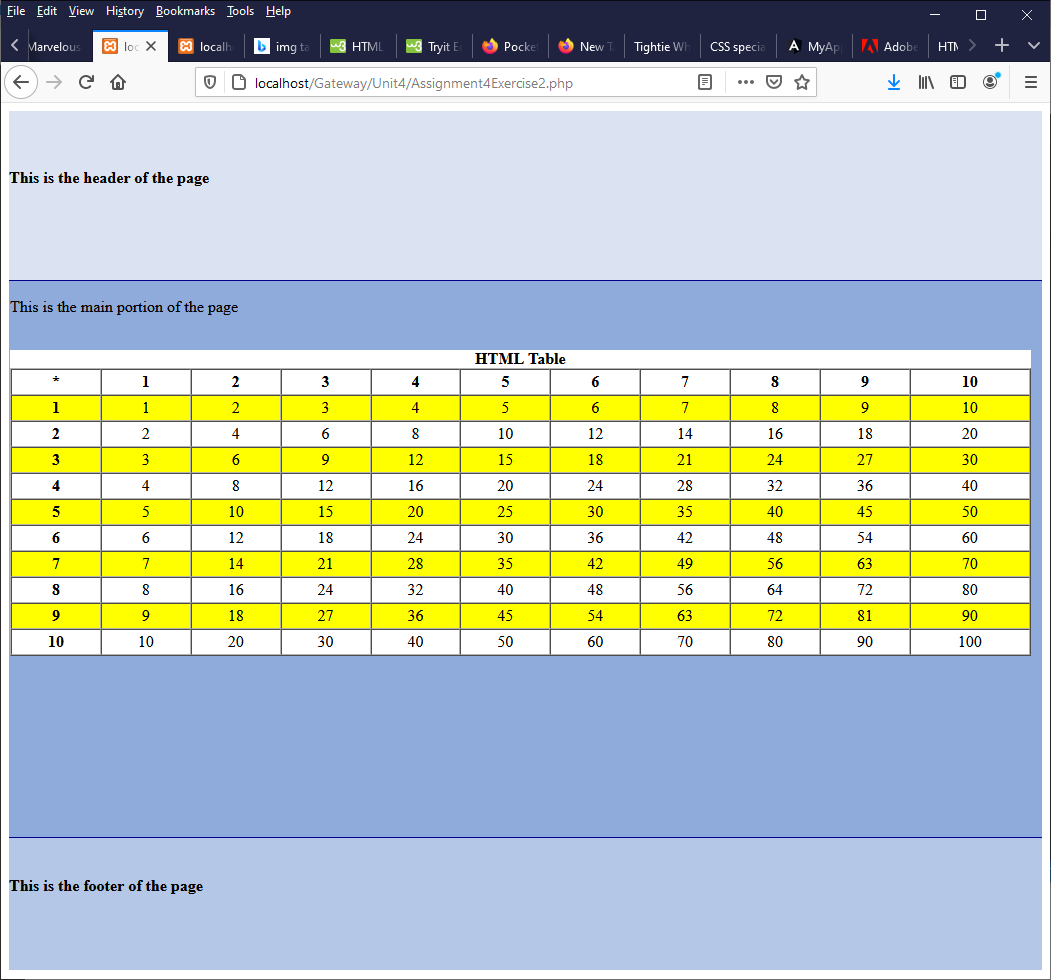 File Edit View History Bookmarks Tools Help
Marvelous loc localh img ta HTML Tryit E Pocke New T Tightie Wh CSS specia MyAp Adobe HTM
localhost/Gateway/Unit4/Assignment4Exercise2.php
This is the header of the page
This is the main portion of the page
HTML Table
* 1 2 3 4 5 6 7 8 9 10
1 1 2 3 4 5 6 7 8 9 10
2 2 4 6 8 10 12 14 16 18 20
3 3 6 9 12 15 18 21 24 27 30
4 4 8 12 16 20 24 28 32 36 40
5 5 10 15 20 25 30 35 40 45 50
6 6 12 18 24 30 36 42 48 54 60
7 7 14 21 28 35 42 49 56 63 70
8 8 16 24 32 40 48 56 64 72 80
9 9 18 27 36 45 54 63 72 81 90
10 10 20 30 40 50 60 70 80 90 100
This is the footer of the page